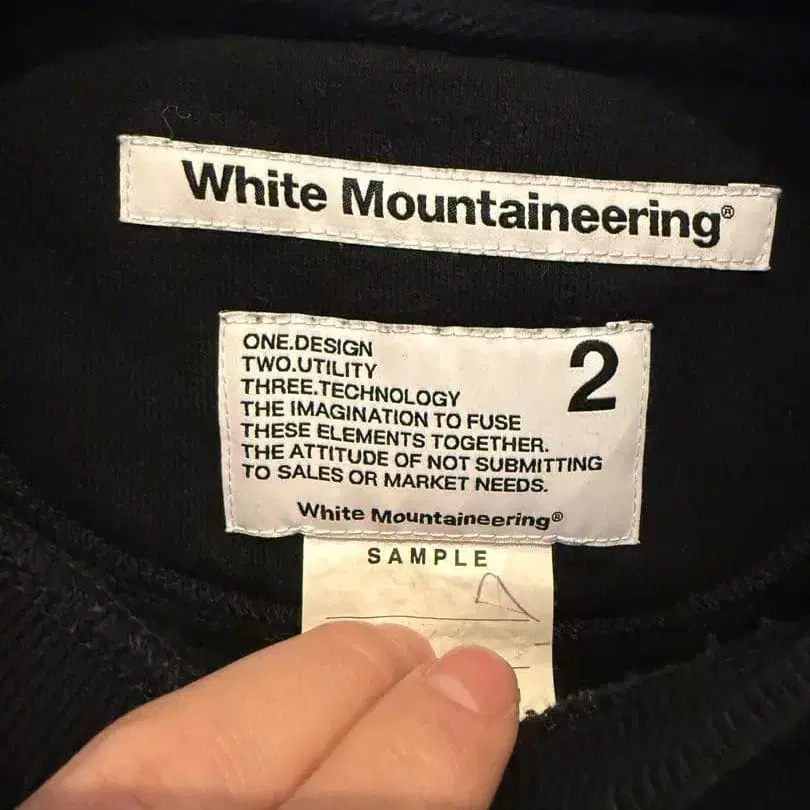 White Mountaineering®
ONE.DESIGN 2
TWO.UTILITY
THREE.TECHNOLOGY
THE IMAGINATION TO FUSE
THESE ELEMENTS TOGETHER.
THE ATTITUDE OF NOT SUBMITTING
TO SALES OR MARKET NEEDS.
White Mountaineering®
SAMPLE